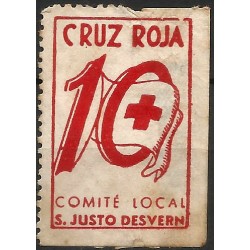 CRUZ ROJA
10
COMITÉ LOCAL
S. JUSTO DESVERN